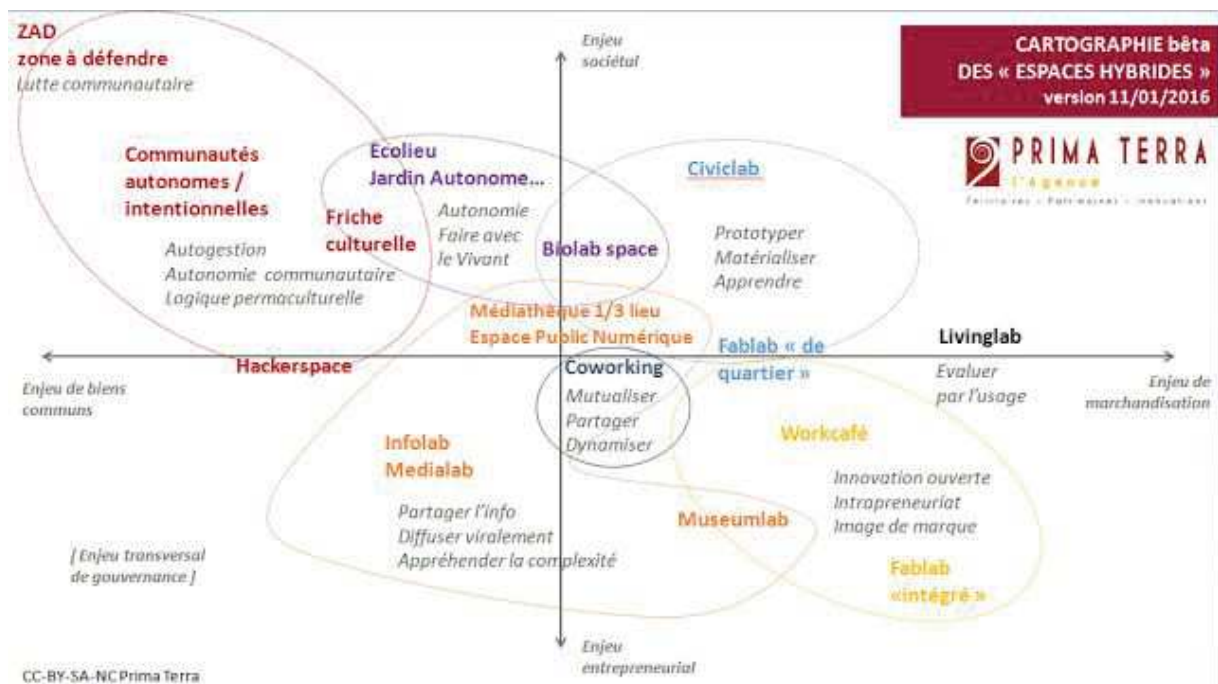 ZAD
zone à défendre
Lutte communautaire
Enjeu
sociétal
CARTOGRAPHIE bêta
DES « ESPACES HYBRIDES »
version 11/01/2016
PRIMA TERRA
l'Agence
Territoires - Patrimoines - Innovations
Communautés
autonomes /
intentionnelles
Autogestion
Autonomie communautaire
Logique permaculturelle
Ecolieu
Jardin Autonome...
Friche
culturelle
Autonomie
Faire avec
le Vivant
Biolab space
Civiclab
Prototyper
Matérialiser
Apprendre
Médiathèque 1/3 lieu
Espace Public Numérique
Hackerspace
Coworking
Mutualiser
Partager
Dynamiser
Fablab « de
quartier »
Livinglab
Evaluer
par l'usage
Enjeu de biens
communs
Enjeu de
marchandisation
Infolab
Medialab
Partager l'info
Diffuser viralement
Appréhender la complexité
Workcafé
Innovation ouverte
Intrapreneuriat
Image de marque
Museumlab
Fablab
«intégré »
[ Enjeu transversal
de gouvernance ]
Enjeu
entrepreneurial
CC-BY-SA-NC Prima Terra